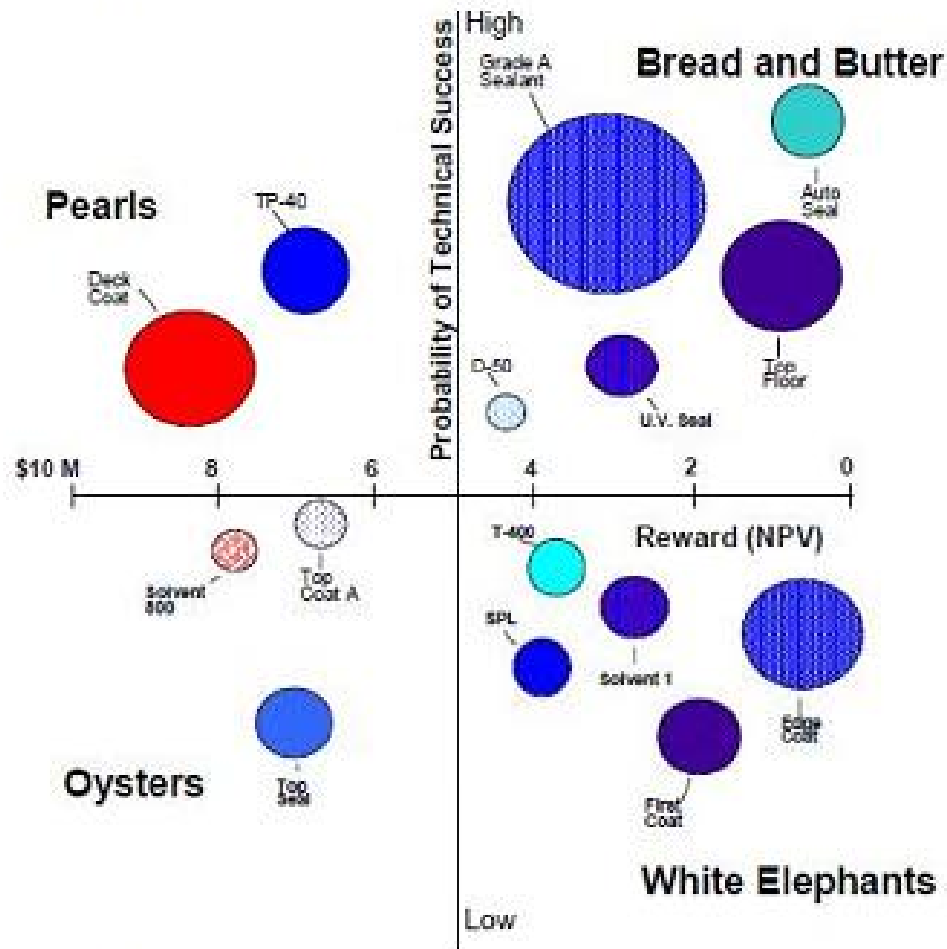 High
Grade A
Sealant
Bread and Butter
Probability of Technical Success
Auto
Seal
Pearls
TP-40
Deck
Coat
D-50
Top
Floor
U.V. Seal
$10 M
8
6
4
2
0
T-400
Reward (NPV)
Solvent
800
Top
Coat A
SPL
Solvent 1
Edge
Coat
Oysters
Top
Seal
First
Coat
White Elephants
Low